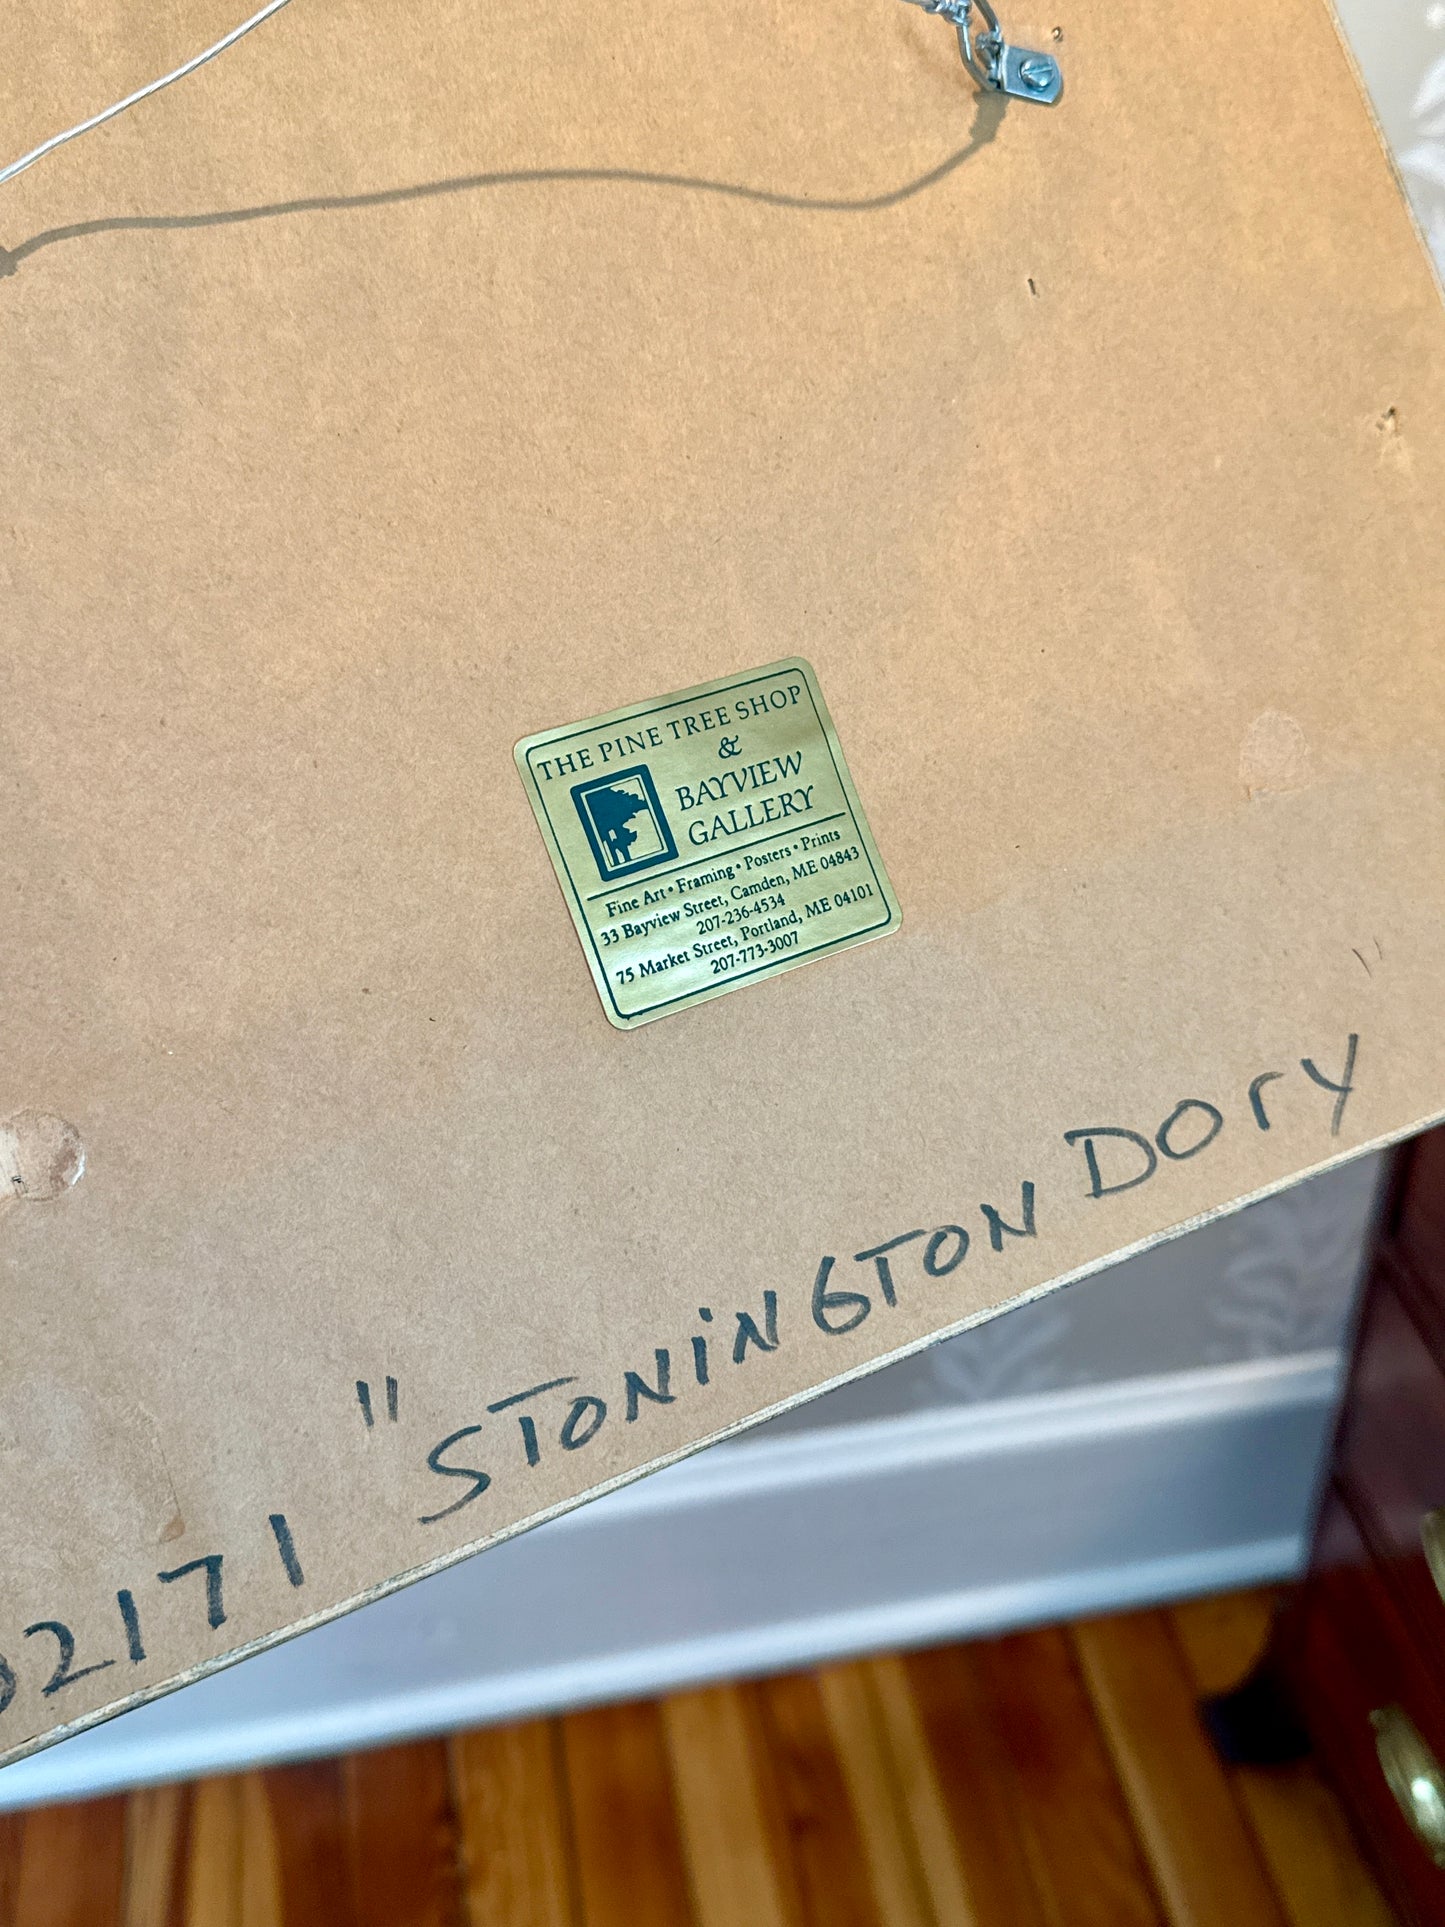 THE PINE TREE SHOP
&
BAYVIEW
GALLERY
Fine Art • Framing • Posters • Prints
33 Bayview Street, Camden, ME 04843
207-236-4534
75 Market Street, Portland, ME 04101
207-773-3007
2171 "STONINGTON DORY"